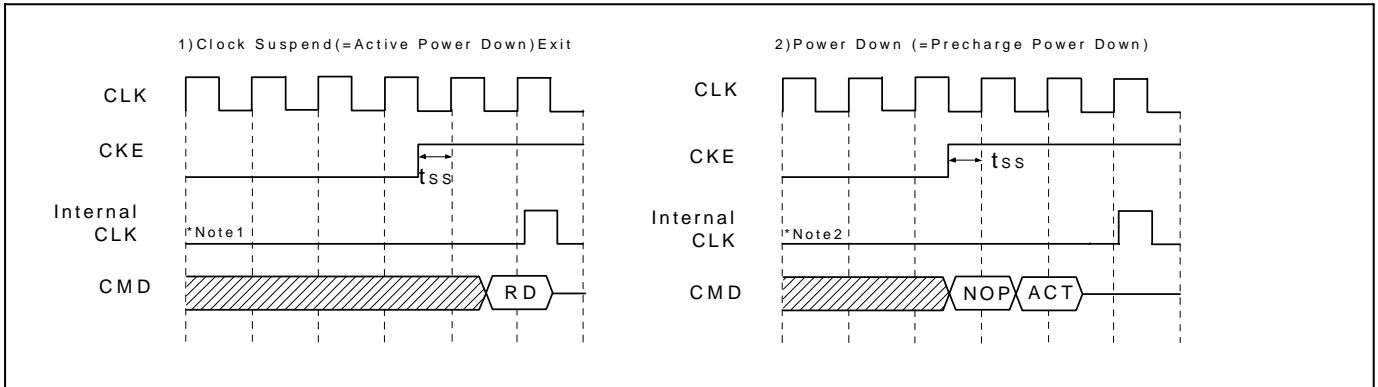 1)Clock Suspend(=Active Power Down)Exit
CLK
CKE
tss
Internal
CLK
*Note1
CMD
RD
2)Power Down (=Precharge Power Down)
CLK
CKE
tss
Internal
CLK
*Note2
CMD
NOP
ACT